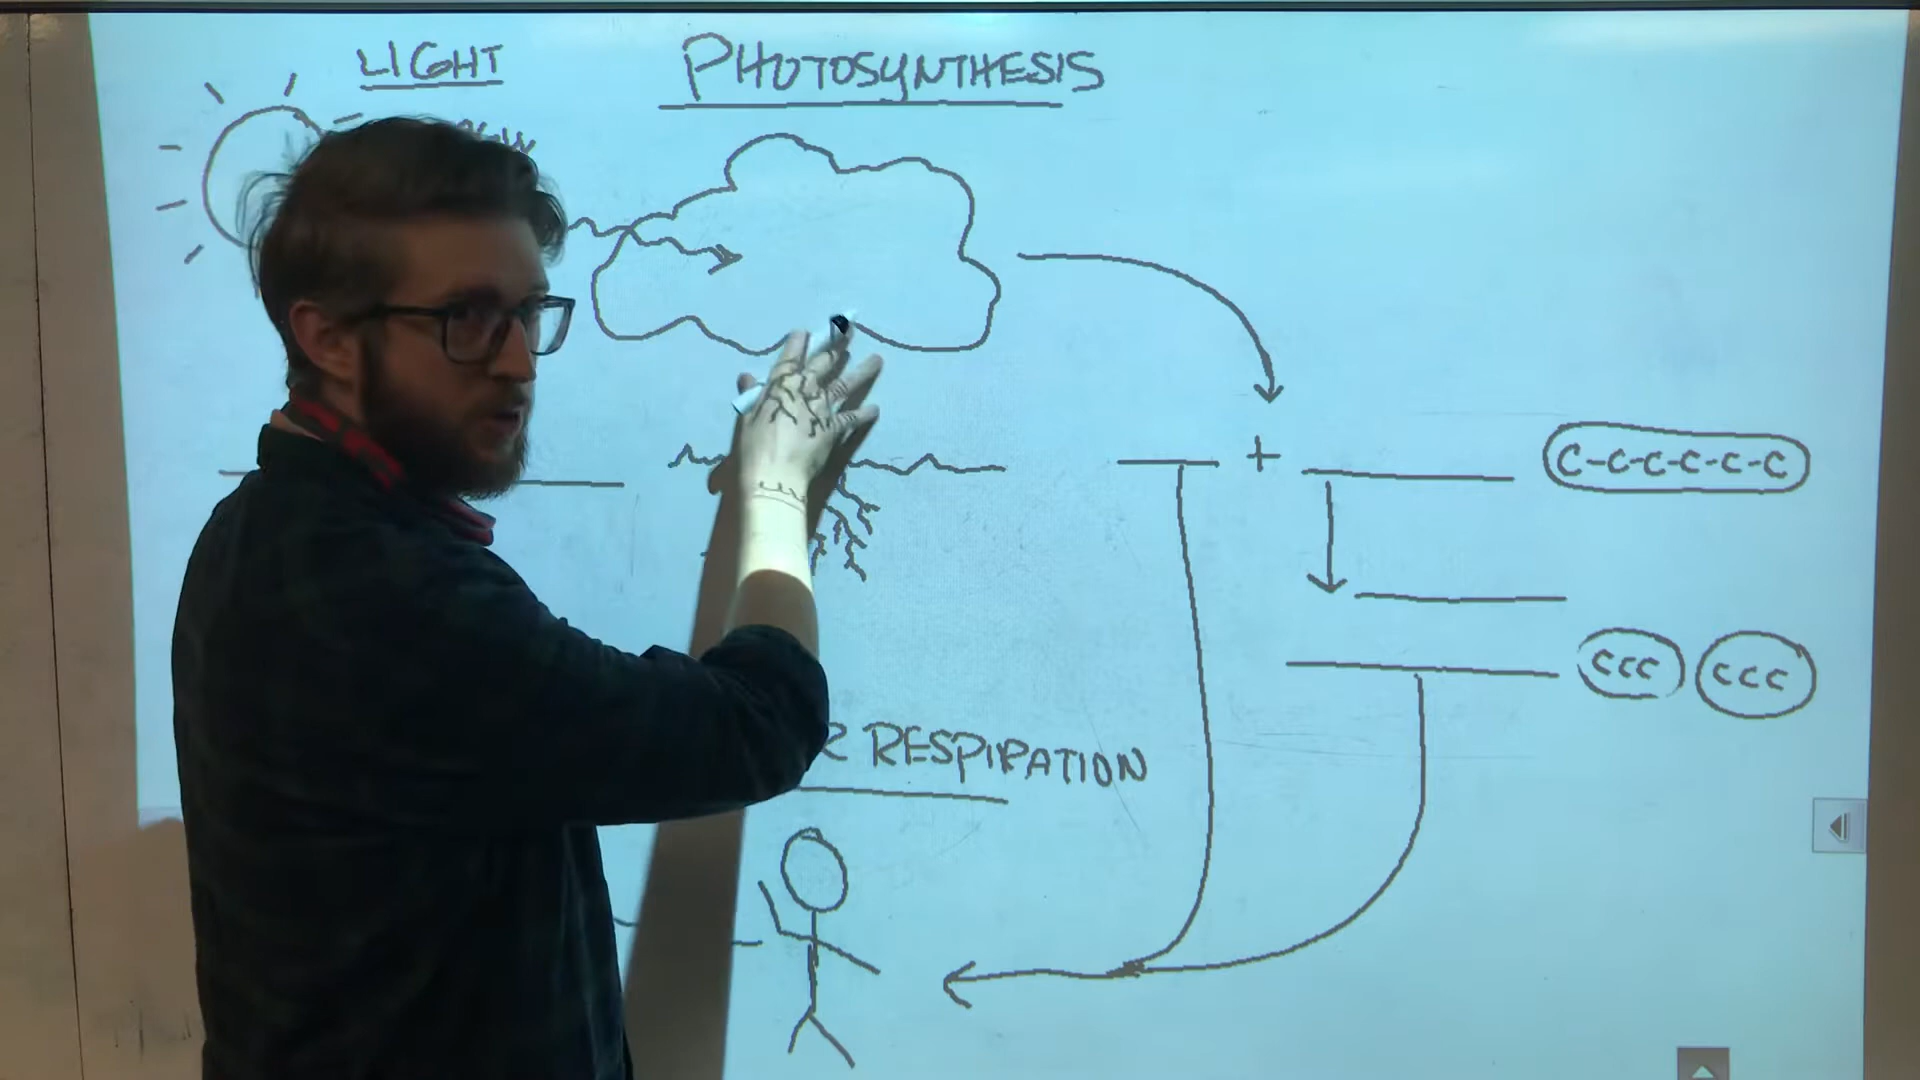 LIGHT
PHOTOSYNTHESIS
+
C-C-C-C-C-C
CCC CCC
RESPIRATION